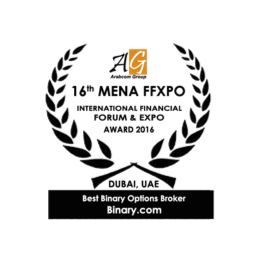 AG
Arabcom Group
16th MENA FFXPO
INTERNATIONAL FINANCIAL
FORUM & EXPO
AWARD 2016
DUBAI, UAE
Best Binary Options Broker
Binary.com